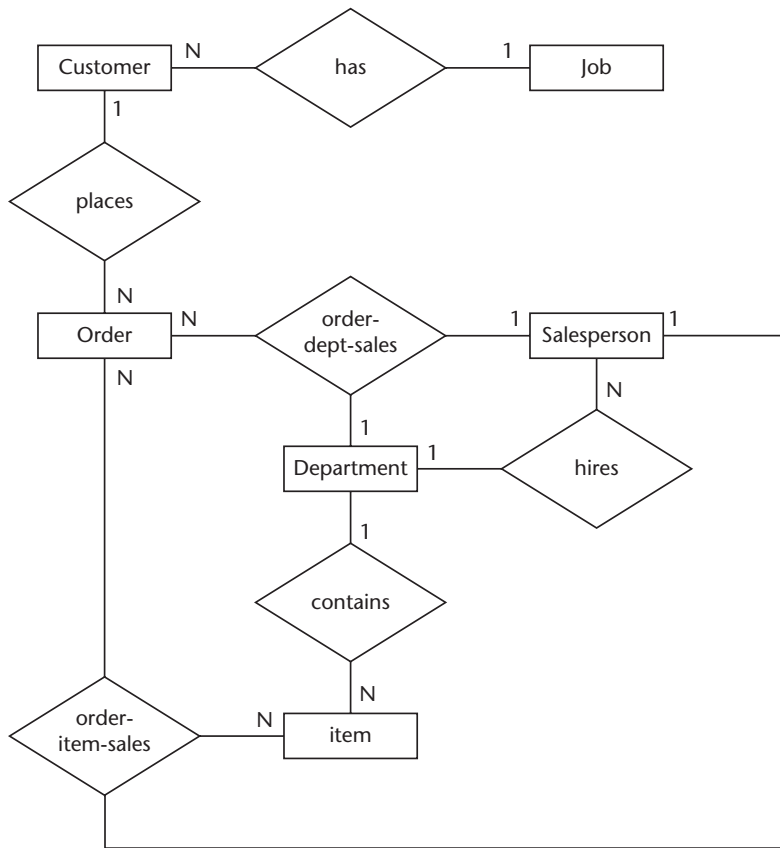 Customer
N
has
1
Job
1
places
N
Order
N
order-
dept-sales
1
Salesperson
1
N
N
1
Department
1
hires
1
contains
N
order-
item-sales
N
item